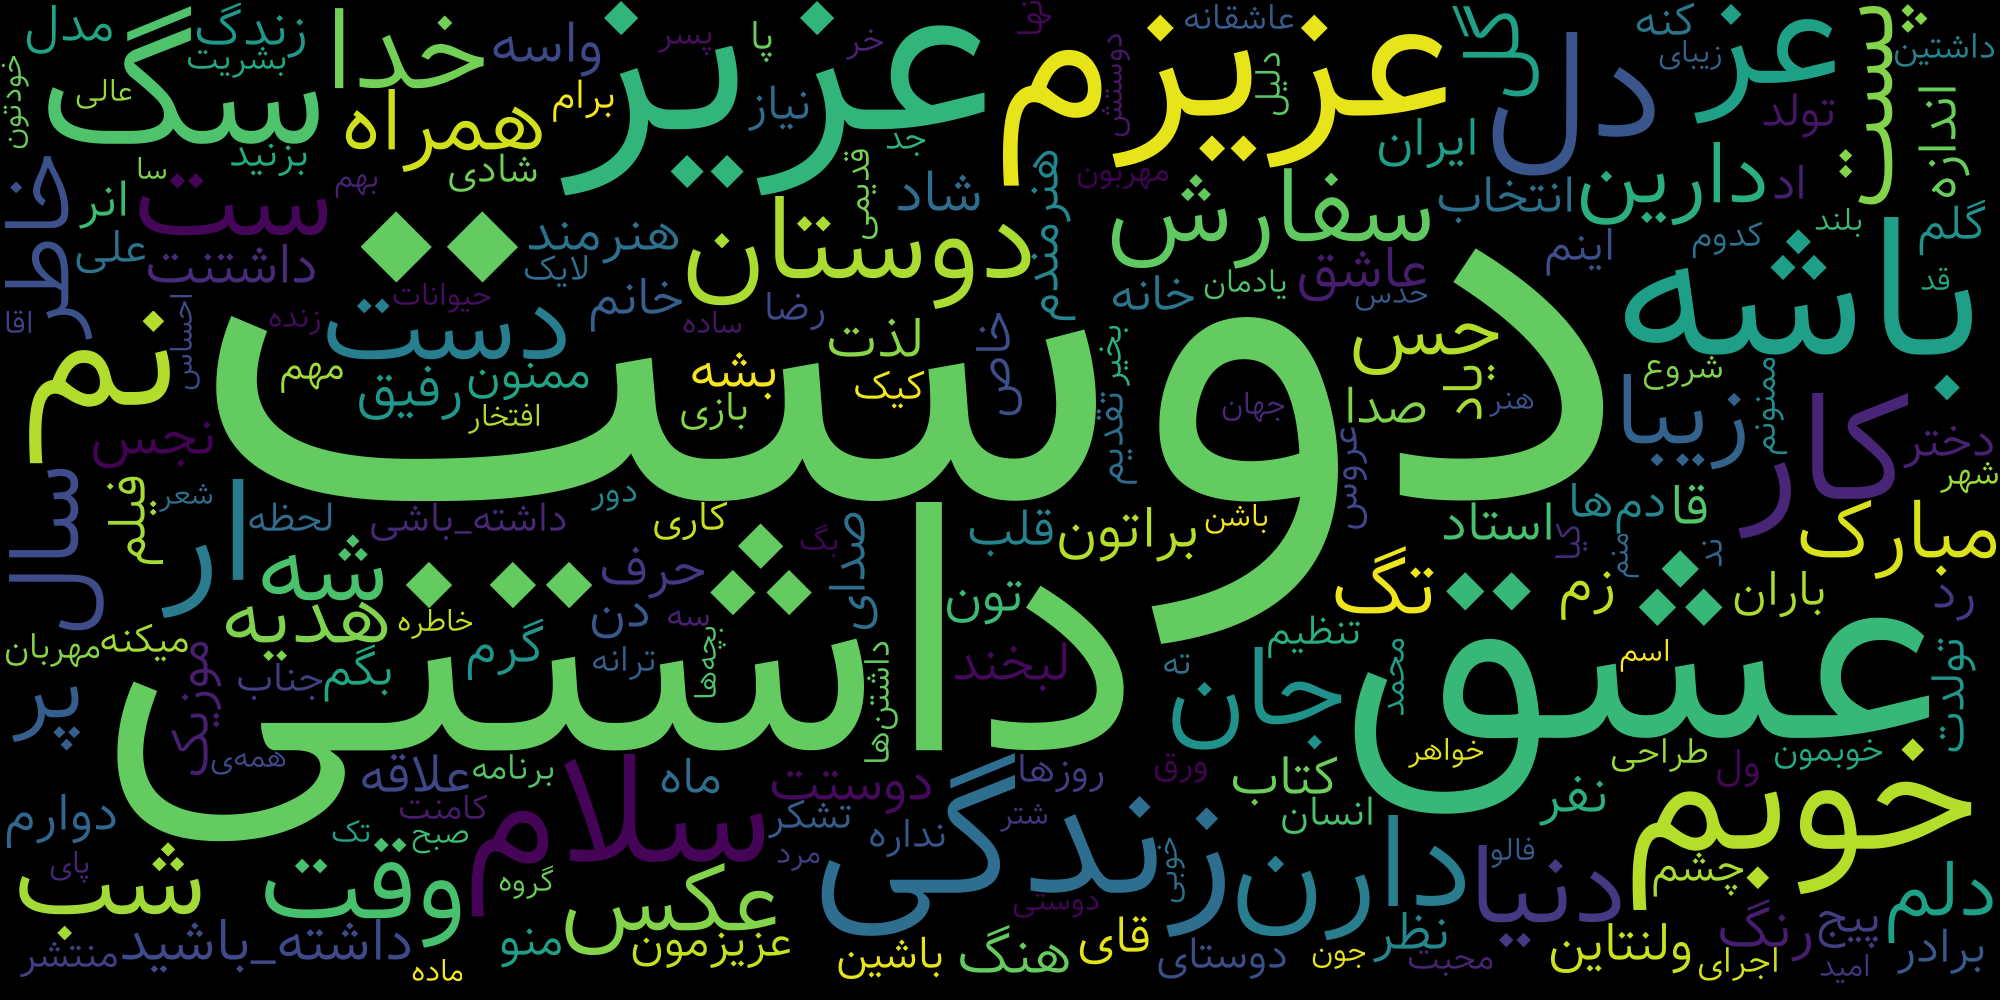 مدل
زندگ
بشریت
واسه
پسر
پا
خر
عاشقانه
گل
کنه
عز
تست
داشتین
زیبای
دلیل
دوستش
عزیزم
عزیز
دل
خدا
سگ
عالی
خودتون
همراه
برام
نیاز
جد
ایران
تولد
اندازه
بزنید
شادی
سا
بهم
قدیمی
شاد
هنرمندم
مهربون
سفارش
انتخاب
دارین
اد
بلند
کدوم
گلم
خاطر
انر
ست
علی
داشتنت
هنرمند
لایک
دوستان
خانه
یادمان
عاشق
حدس
اینم
باشه
قد
اقا
احساس
حیوانات
زنده
دست
خانم
ساده
رضا
لذت
خاص
بخیر
تقدیم
حس
یاد
شروع
نم
مهم
رفیق
ممنون
بشه
کیک
افتخار
بازی
جهان
صدا
هنر
ممنونم
زیبا
کار
دختر
شهر
دوست
نجس
فیلم
شعر
ار
لحظه
داشته_باشی
دور
کاری
بگ
صدای
قلب
براتون
باشن
عروس
استاد
کیا
دم‌ها
قا
منم
ند
مبارک
سال
شه
هدیه
حرف
دن
سه
خاطره
تون
تگ
زم
باران
رد
داشتی
عشق
مهربان
میکنه
موزیک
جناب
بگم
گرم
ترانه
بچه‌ها
داشتن‌ها
لبخند
ته
جان
تنظیم
محمد
اسم
تولدت
پر
همه‌ی
علاقه
برنامه
ماه
دوستت
روزها
ورق
کتاب
خواهر
طراحی
ول
خوبمون
دوارم
تک
کامنت
صبح
سلام
تشکر
مرد
نداره
زندگی
شتر
خوبی
انسان
نفر
خوبم
پای
شب
وقت
گروه
عکس
دوستی
دارن
دنیا
فالو
چشم
دلم
منتشر
داشته_باشید
ماده
منو
عزیزمون
باشین
هنگ
قای
دوستای
جون
نظر
محبت
ولنتاین
رنگ
اجرای
پیج
امید
برادر